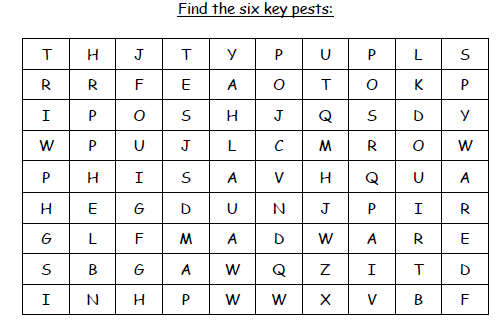 Find the six key pests:
T H J T Y P U P L S
R R F E A O T O K P
I P O S H J Q S D Y
W P U J L C M R O W
P H I S A V H Q U A
H E G D U N J P I R
G L F M A D W A R E
S B G A W Q Z I T D
I N H P W W X V B F